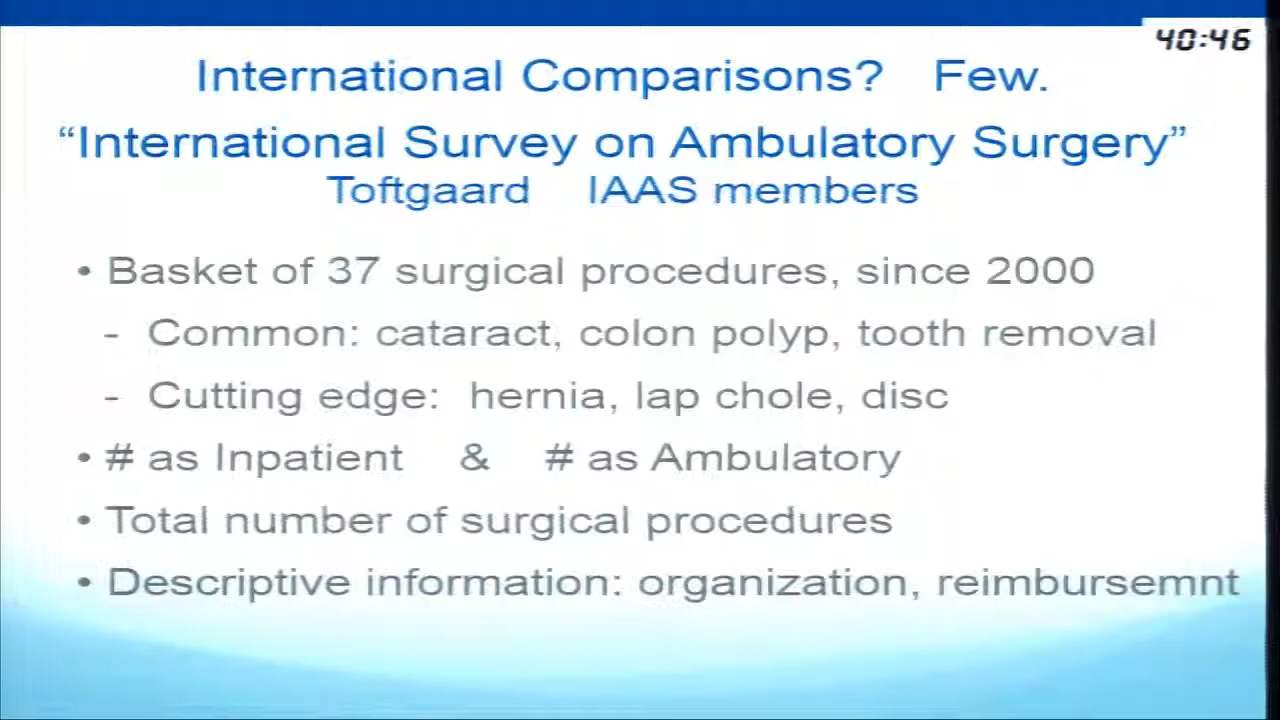 40:46
International Comparisons? Few.
“International Survey on Ambulatory Surgery”
Toftgaard IAAS members
• Basket of 37 surgical procedures, since 2000
- Common: cataract, colon polyp, tooth removal
- Cutting edge: hernia, lap chole, disc
• # as Inpatient & # as Ambulatory
• Total number of surgical procedures
• Descriptive information: organization, reimbursemnt